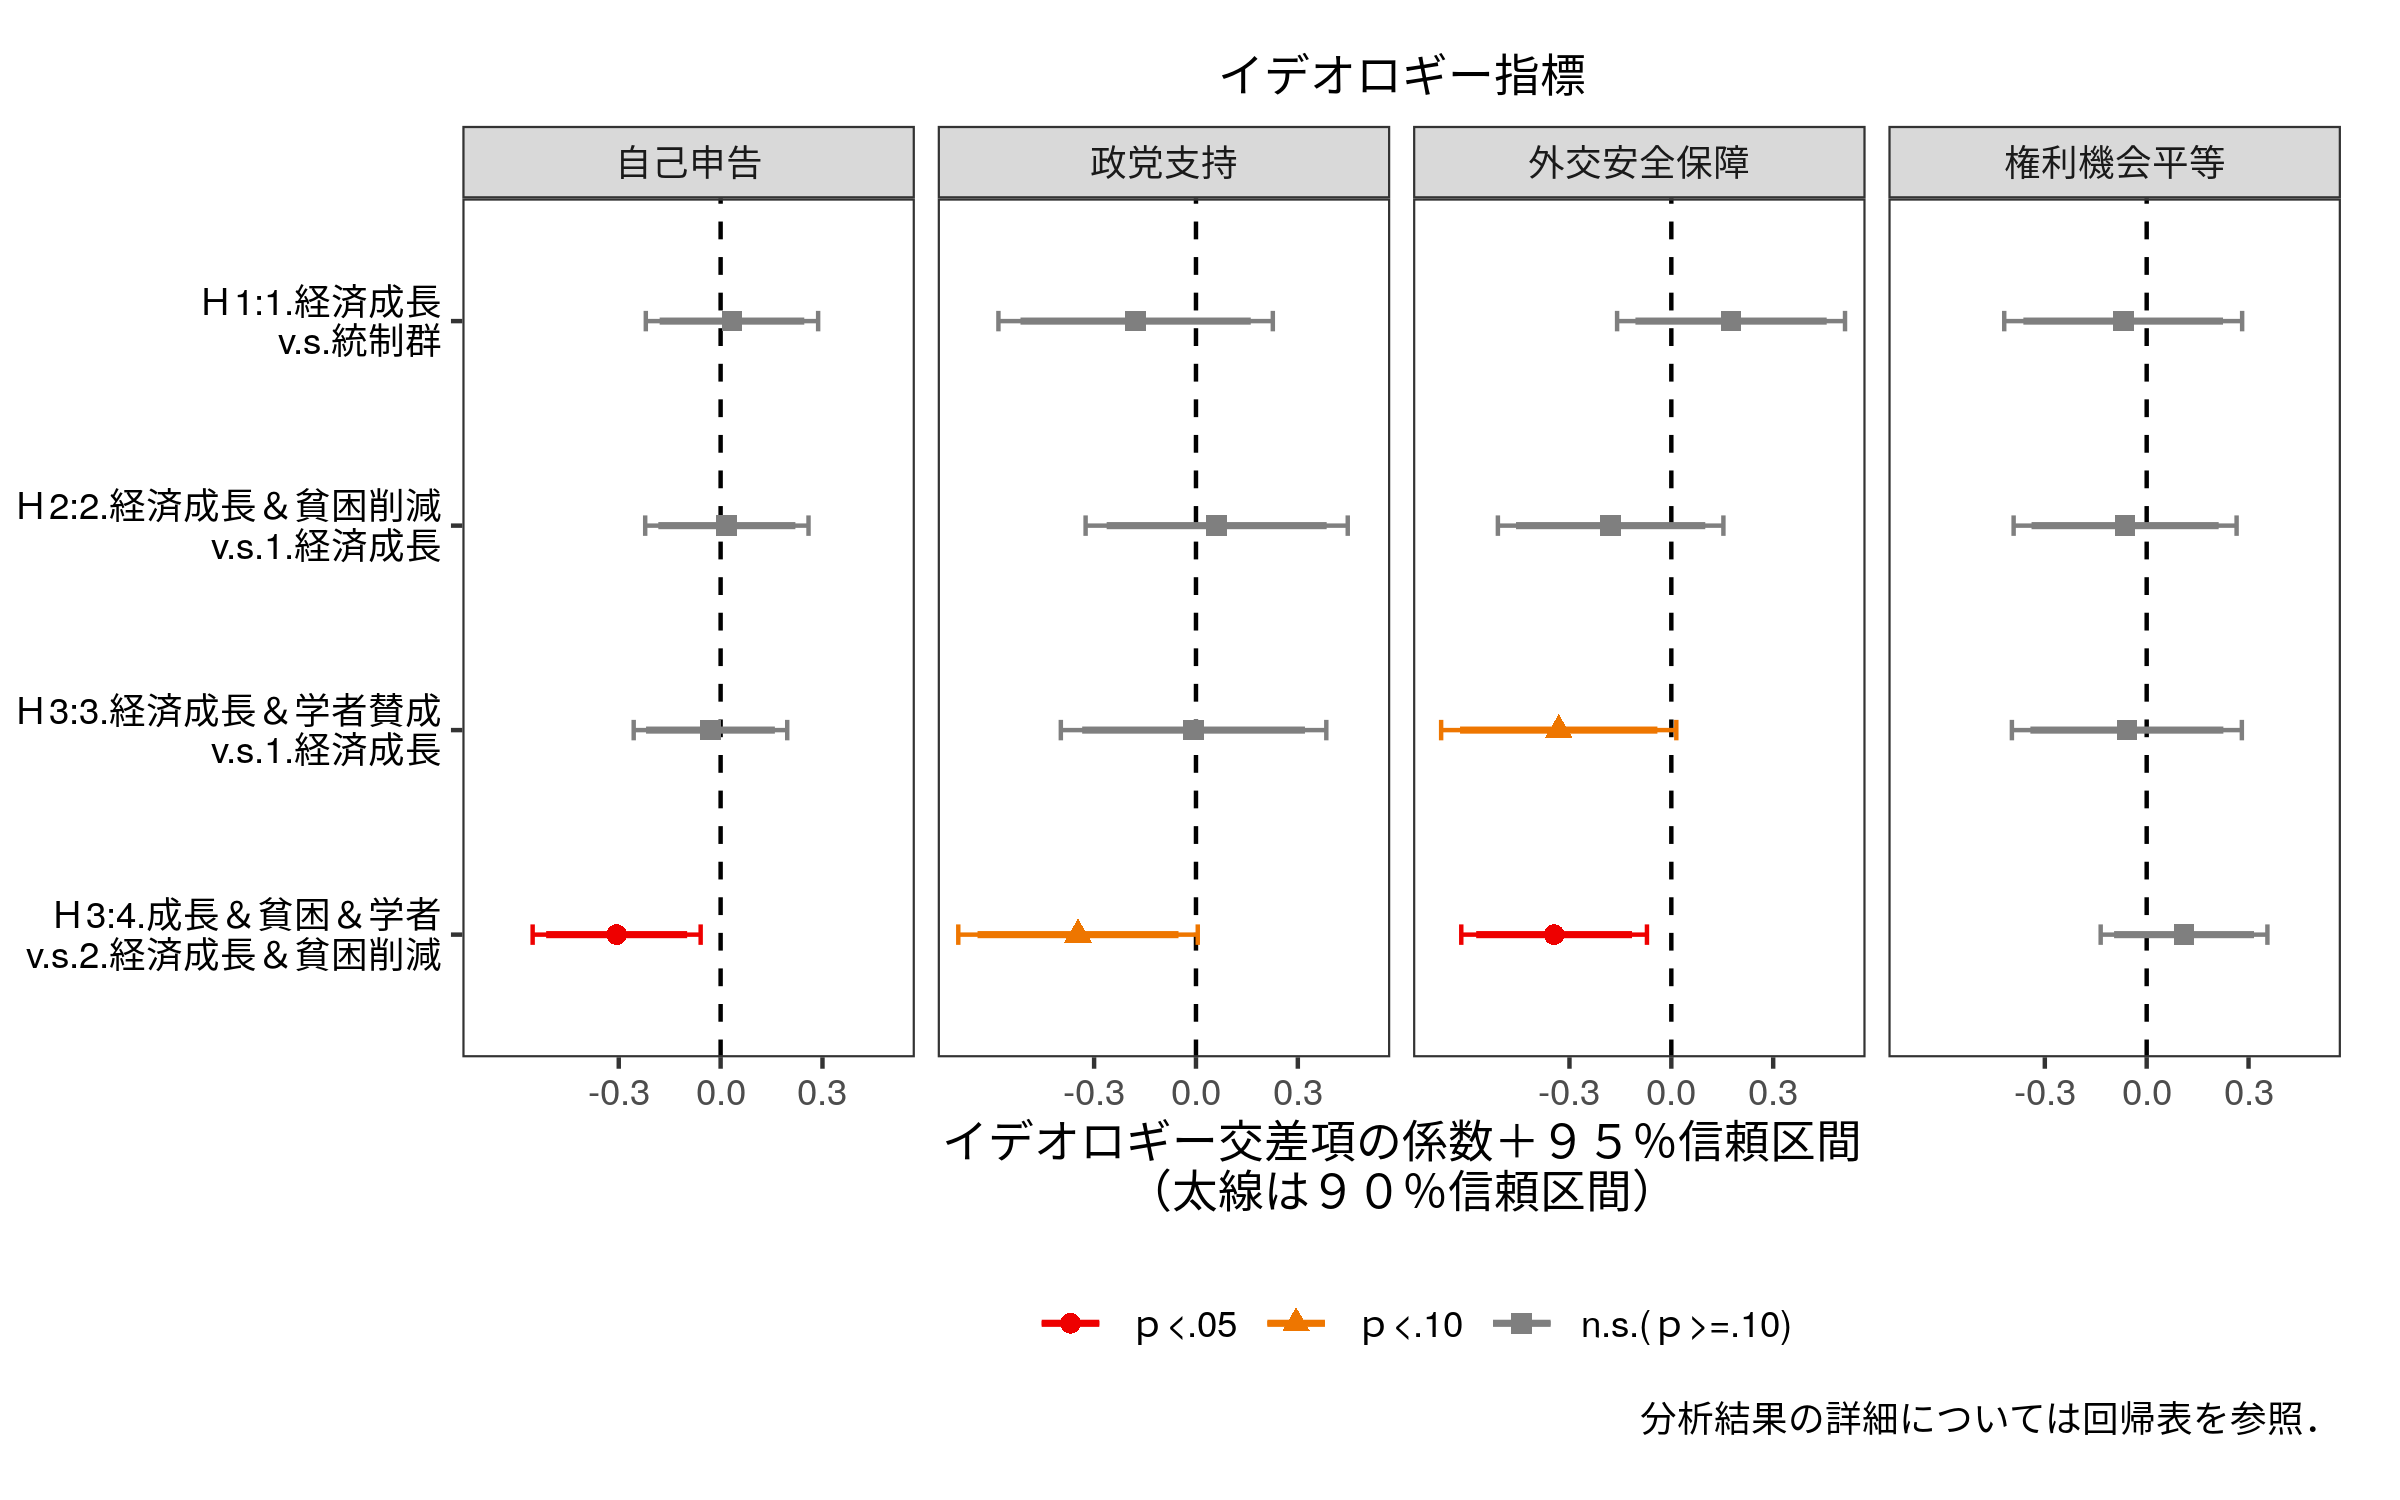 イデオロギー指標
自己申告
政党支持
外交安全保障
権利機会平等
Ｈ1:1.経済成長
v.s.統制群
Ｈ2:2.経済成長＆貧困削減
v.s.1.経済成長
Ｈ3:3.経済成長＆学者賛成
v.s.1.経済成長
Ｈ3:4.成長＆貧困＆学者
v.s.2.経済成長＆貧困削減
-0.3 0.0 0.3
-0.3 0.0 0.3
-0.3 0.0 0.3
-0.3 0.0 0.3
イデオロギー交差項の係数＋９５％信頼区間
（太線は９０％信頼区間）
ｐ<.05
ｐ<.10
n.s.(ｐ>=.10)
分析結果の詳細については回帰表を参照．